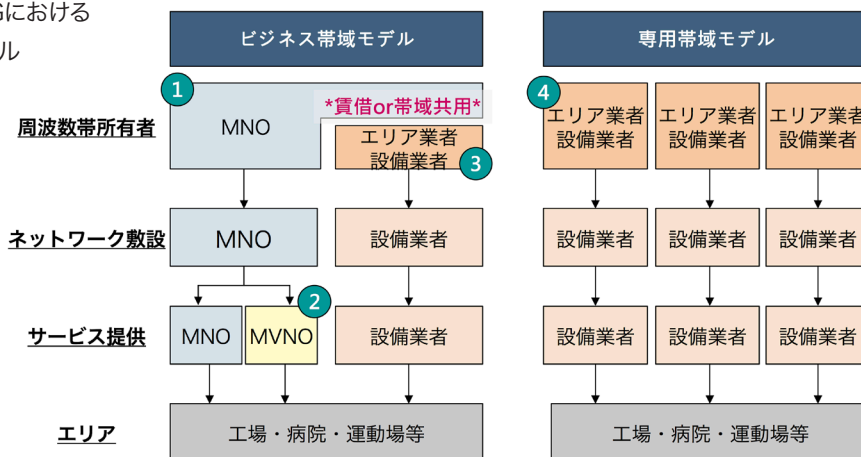 Gにおける
ル
ビジネス帯域モデル
専用帯域モデル
1
周波数帯所有者
MNO
*賃借or帯域共用*
エリア業者
設備業者
3
4
エリア業者
設備業者
エリア業者
設備業者
エリア業者
設備業者
ネットワーク敷設
MNO
設備業者
設備業者
設備業者
設備業者
サービス提供
MNO
2
MVNO
設備業者
設備業者
設備業者
設備業者
エリア
工場・病院・運動場等
工場・病院・運動場等